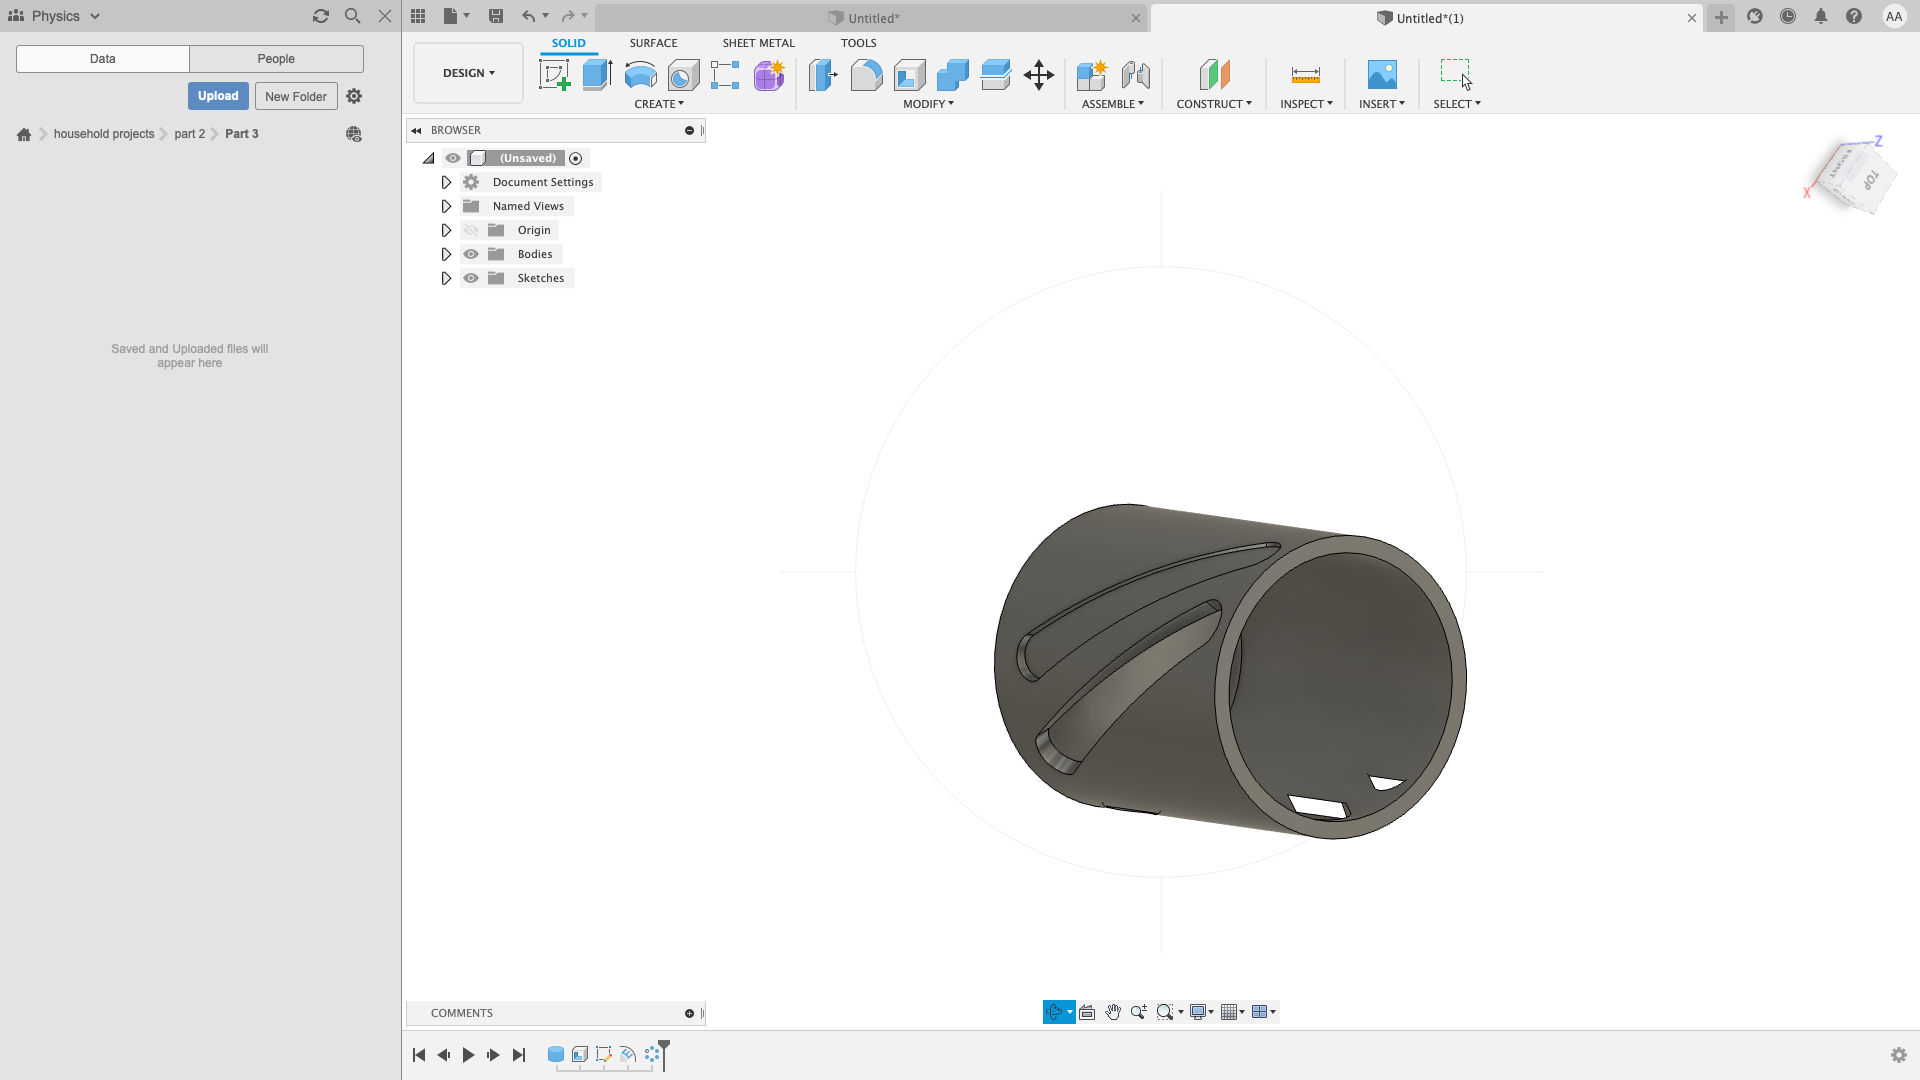 Physics
Untitled*
Untitled*(1)
AA
Data
People
Upload
New Folder
household projects
part 2
Part 3
Saved and Uploaded files will
appear here
SOLID
SURFACE
SHEET METAL
TOOLS
DESIGN
CREATE
MODIFY
ASSEMBLE
CONSTRUCT
INSPECT
INSERT
SELECT
BROWSER
(Unsaved)
Document Settings
Named Views
Origin
Bodies
Sketches
Z
FRONT
TOP
X
COMMENTS